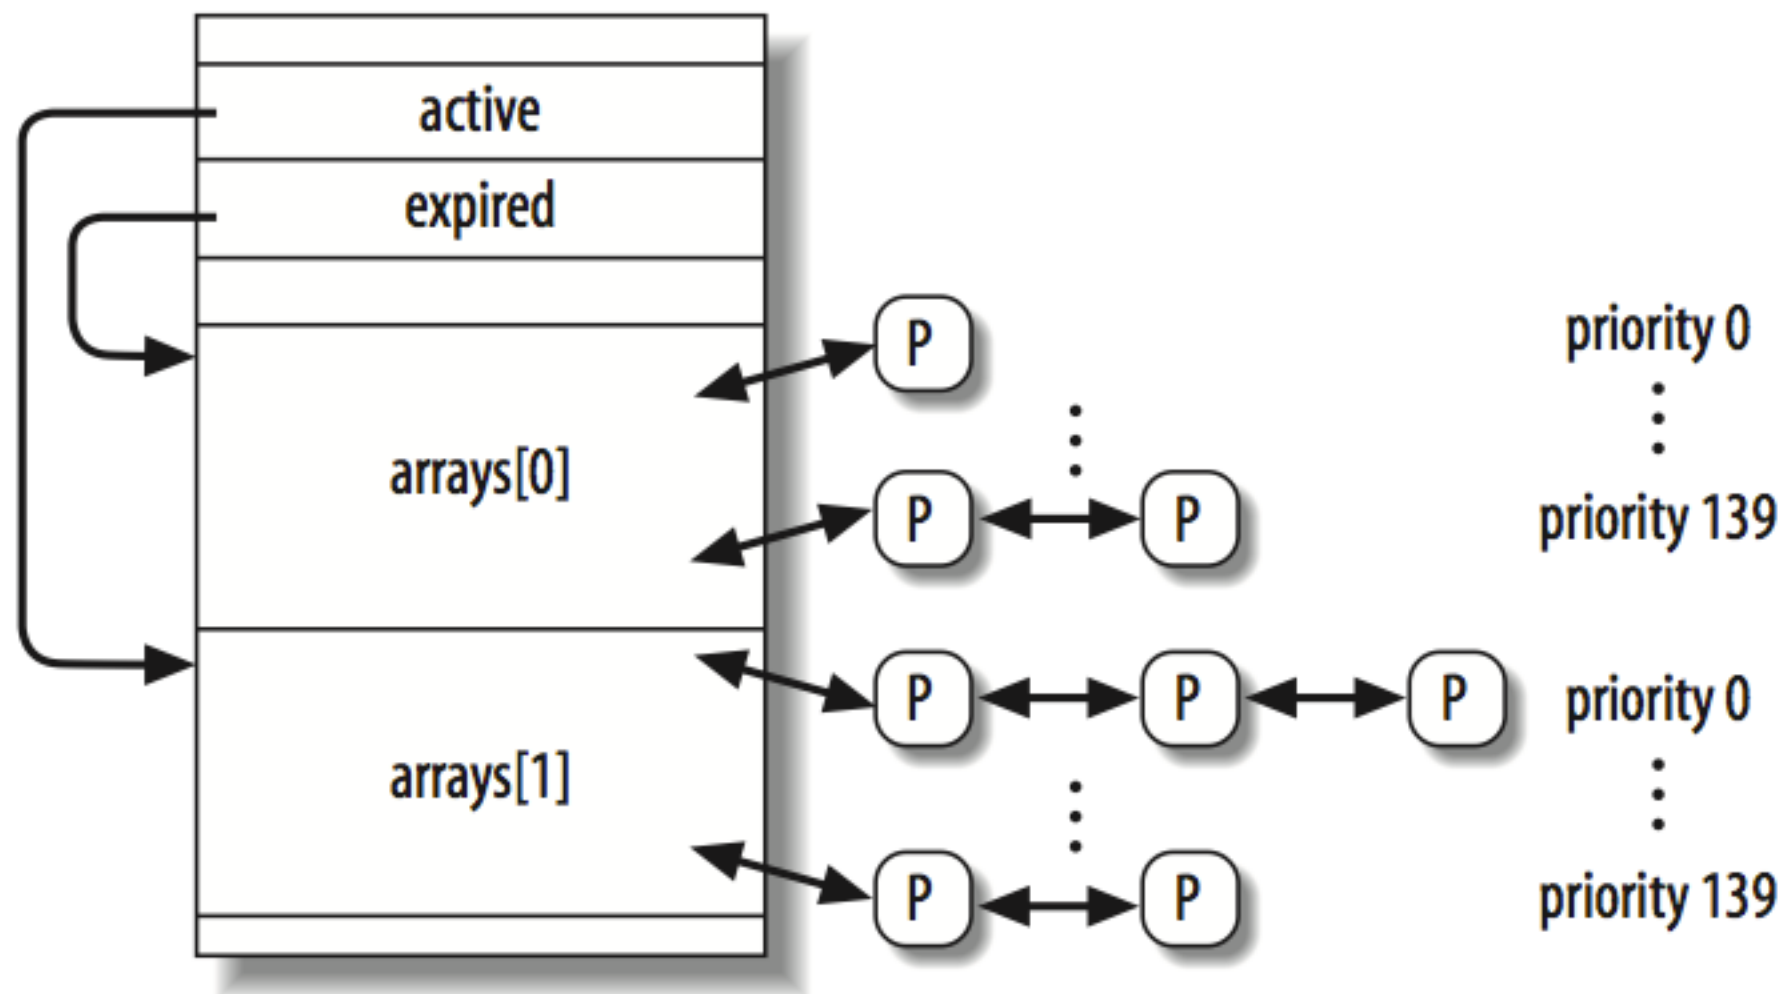 active
expired
P
priority 0
arrays[0]
P P
priority 139
P P P
priority 0
arrays[1]
P P
priority 139